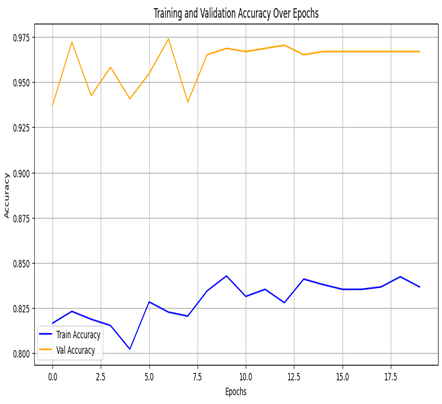 Training and Validation Accuracy Over Epochs
0.975
0.950
0.925
0.900
0.875
0.850
0.825
0.800
Accuracy
Train Accuracy
Val Accuracy
0.0 2.5 5.0 7.5 10.0 12.5 15.0 17.5
Epochs